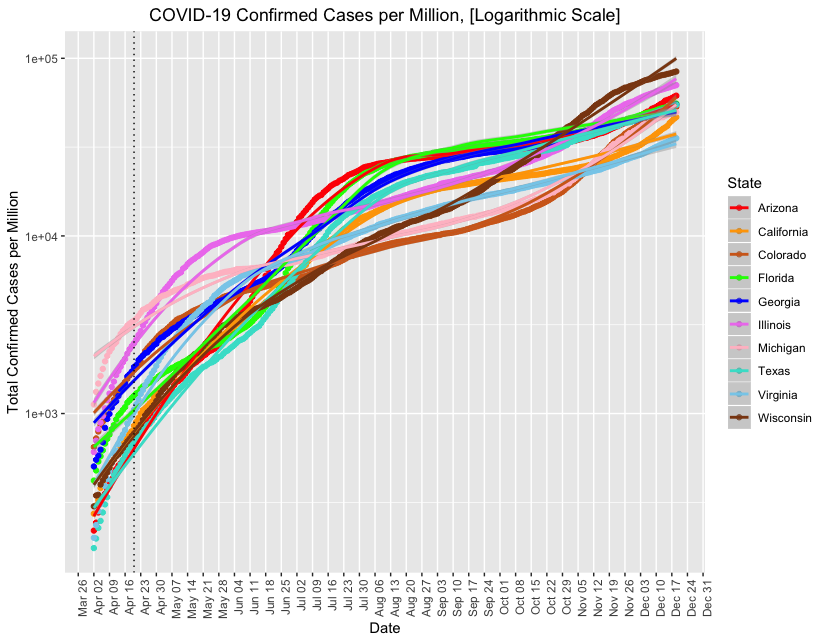 COVID-19 Confirmed Cases per Million, [Logarithmic Scale]
Total Confirmed Cases per Million
1e+05
1e+04
1e+03
Mar 26
Apr 02
Apr 09
Apr 16
Apr 23
Apr 30
May 07
May 14
May 21
May 28
Jun 04
Jun 11
Jun 18
Jun 25
Jul 02
Jul 09
Jul 16
Jul 23
Jul 30
Aug 06
Aug 13
Aug 20
Aug 27
Sep 03
Sep 10
Sep 17
Sep 24
Oct 01
Oct 08
Oct 15
Oct 22
Oct 29
Nov 05
Nov 12
Nov 19
Nov 26
Dec 03
Dec 10
Dec 17
Dec 24
Dec 31
Date
State
Arizona
California
Colorado
Florida
Georgia
Illinois
Michigan
Texas
Virginia
Wisconsin